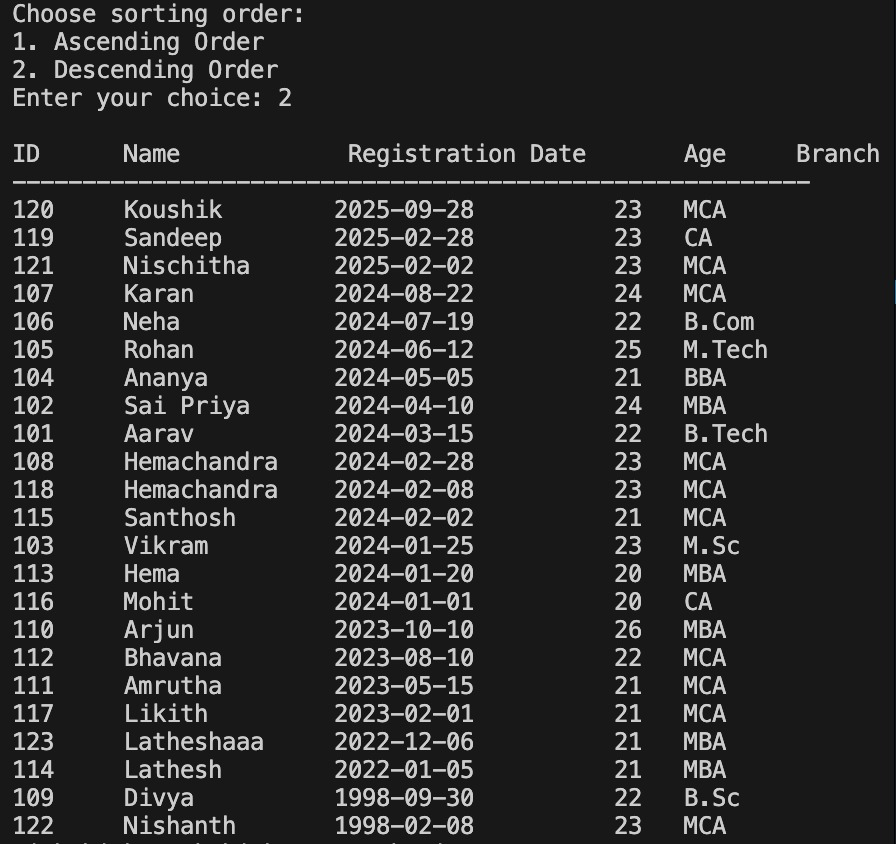 Choose sorting order:
1. Ascending Order
2. Descending Order
Enter your choice: 2
ID Name Registration Date Age Branch
---------------------------------------------------------
120 Koushik 2025-09-28 23 MCA
119 Sandeep 2025-02-28 23 CA
121 Nischitha 2025-02-02 23 MCA
107 Karan 2024-08-22 24 MCA
106 Neha 2024-07-19 22 B.Com
105 Rohan 2024-06-12 25 M.Tech
104 Ananya 2024-05-05 21 BBA
102 Sai Priya 2024-04-10 24 MBA
101 Aarav 2024-03-15 22 B.Tech
108 Hemachandra 2024-02-28 23 MCA
118 Hemachandra 2024-02-08 23 MCA
115 Santhosh 2024-02-02 21 MCA
103 Vikram 2024-01-25 23 M.Sc
113 Hema 2024-01-20 20 MBA
116 Mohit 2024-01-01 20 CA
110 Arjun 2023-10-10 26 MBA
112 Bhavana 2023-08-10 22 MCA
111 Amrutha 2023-05-15 21 MCA
117 Likith 2023-02-01 21 MCA
123 Latheshaaa 2022-12-06 21 MBA
114 Lathesh 2022-01-05 21 MBA
109 Divya 1998-09-30 22 B.Sc
122 Nishanth 1998-02-08 23 MCA